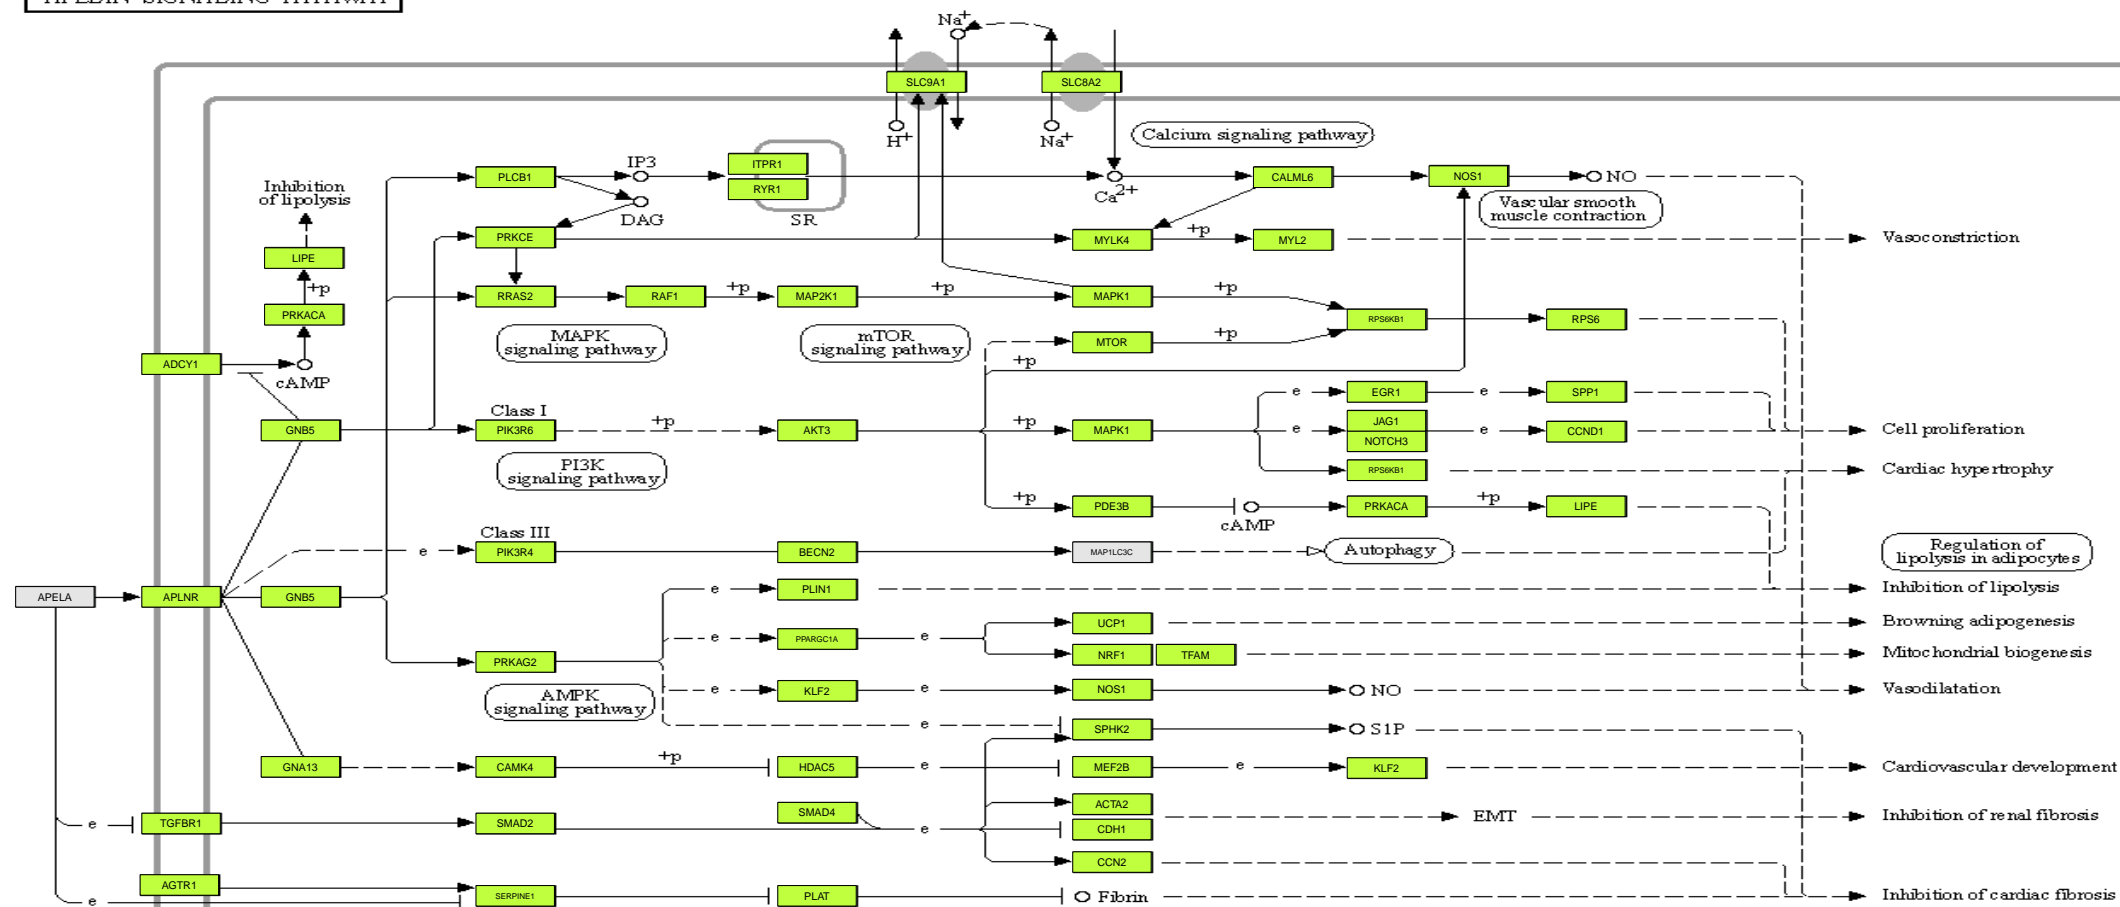 APELIN SIGNALING PATHWAY
Na+
SLC9A1
SLC8A2
H+
Na+
Calcium signaling pathway
Inhibition
of lipolysis
PLCB1
IP3
ITPR1
RYR1
SR
DAG
Ca2+
CALML6
NOS1
NO
Vascular smooth
muscle contraction
PRKCE
MYLK4
+p
MYL2
Vasoconstriction
LIPE
+p
PRKACA
RRAS2
RAF1
+p
MAP2K1
+p
MAPK1
+p
RPS6KB1
RPS6
MAPK
signaling pathway
mTOR
signaling pathway
MTOR
+p
+p
ADCY1
cAMP
EGR1
e
e
SPP1
Class I
GNB5
PIK3R6
+p
AKT3
+p
MAPK1
e
JAG1
NOTCH3
e
CCND1
Cell proliferation
PI3K
signaling pathway
RPS6KB1
Cardiac hypertrophy
+p
PDE3B
cAMP
PRKACA
+p
LIPE
Class III
e
PIK3R4
BECN2
MAP1LC3C
Autophagy
Regulation of
lipolysis in adipocytes
APELA
APLNR
GNB5
e
PLIN1
Inhibition of lipolysis
e
PPARGC1A
e
UCP1
Browning adipogenesis
NRF1
TFAM
Mitochondrial biogenesis
PRKAG2
AMPK
signaling pathway
e
KLF2
e
NOS1
NO
Vasodilatation
e
SPHK2
S1P
GNA13
CAMK4
+p
HDAC5
e
MEF2B
e
KLF2
Cardiovascular development
e
TGFBR1
SMAD2
SMAD4
e
ACTA2
CDH1
EMT
Inhibition of renal fibrosis
CCN2
AGTR1
e
SERPINE1
PLAT
Fibrin
Inhibition of cardiac fibrosis